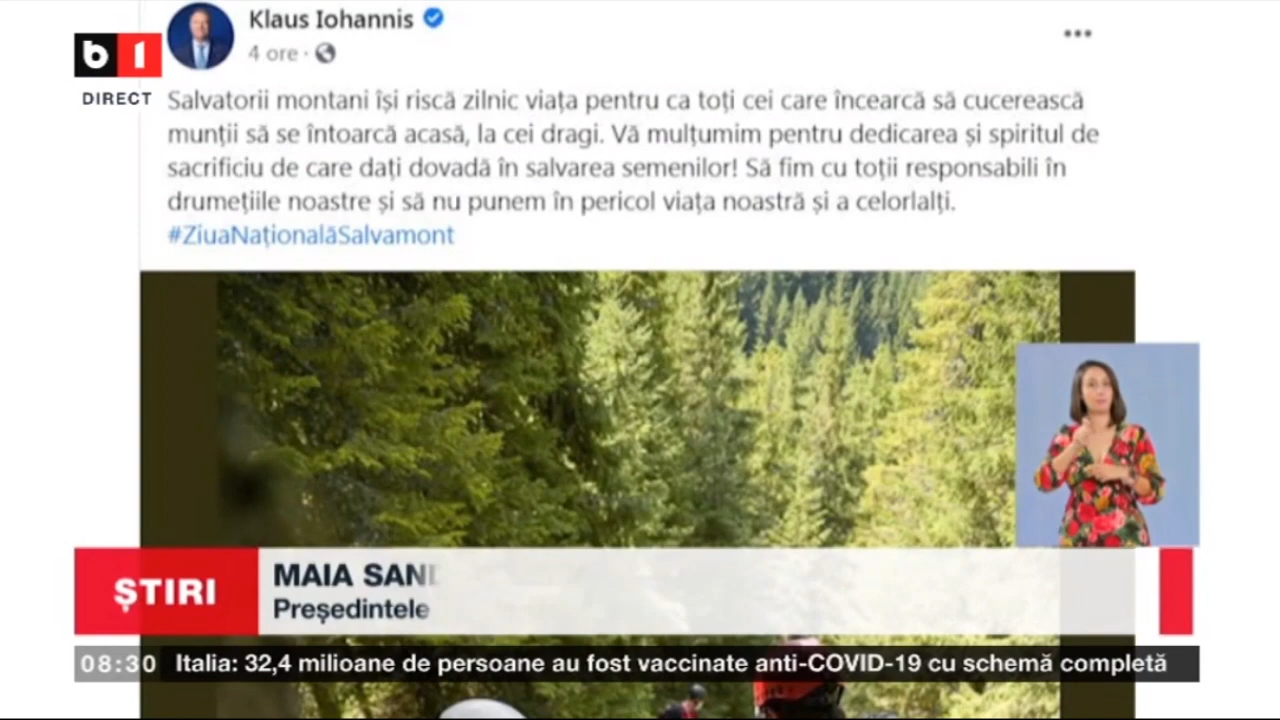 Klaus Iohannis
4 ore ·
b 1
DIRECT
Salvatorii montani își riscă zilnic viața pentru ca toți cei care încearcă să cucerească
munții să se întoarcă acasă, la cei dragi. Vă mulțumim pentru dedicarea și spiritul de
sacrificiu de care dați dovadă în salvarea semenilor! Să fim cu toții responsabili în
drumețiile noastre și să nu punem în pericol viața noastră și a celorlalți.
#ZiuaNaționalăSalvamont
ȘTIRI
MAIA SAN
Președintele
08:30 Italia: 32,4 milioane de persoane au fost vaccinate anti-COVID-19 cu schemă completă